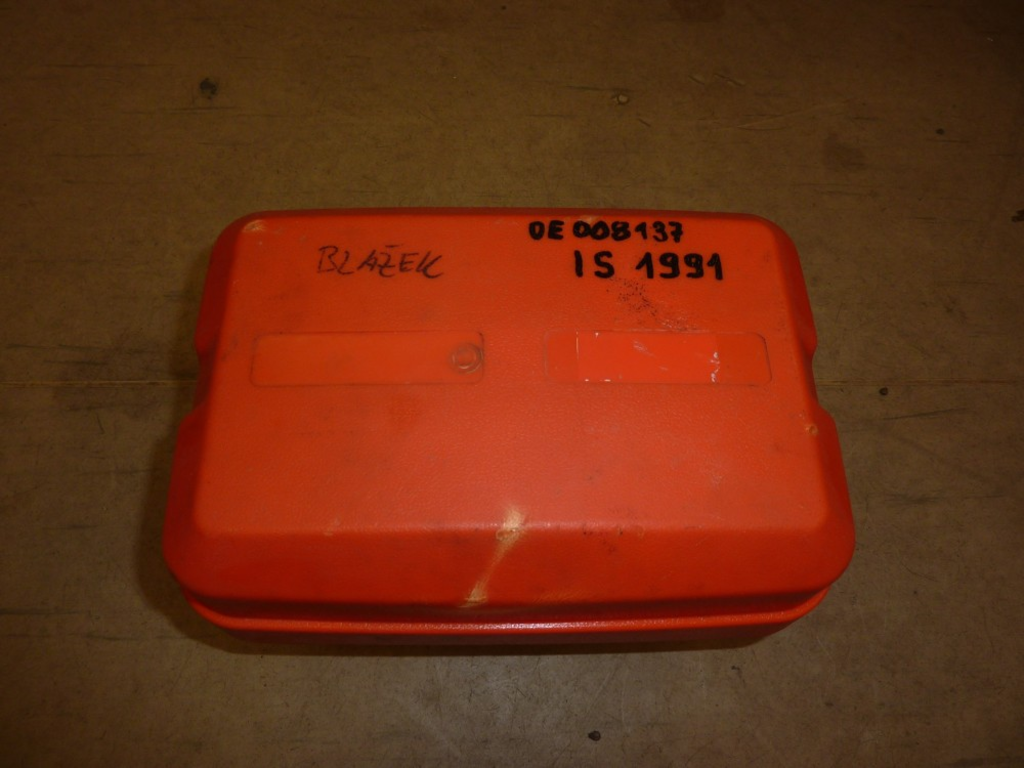 BLAŽEK
OE 008137
IS 1991